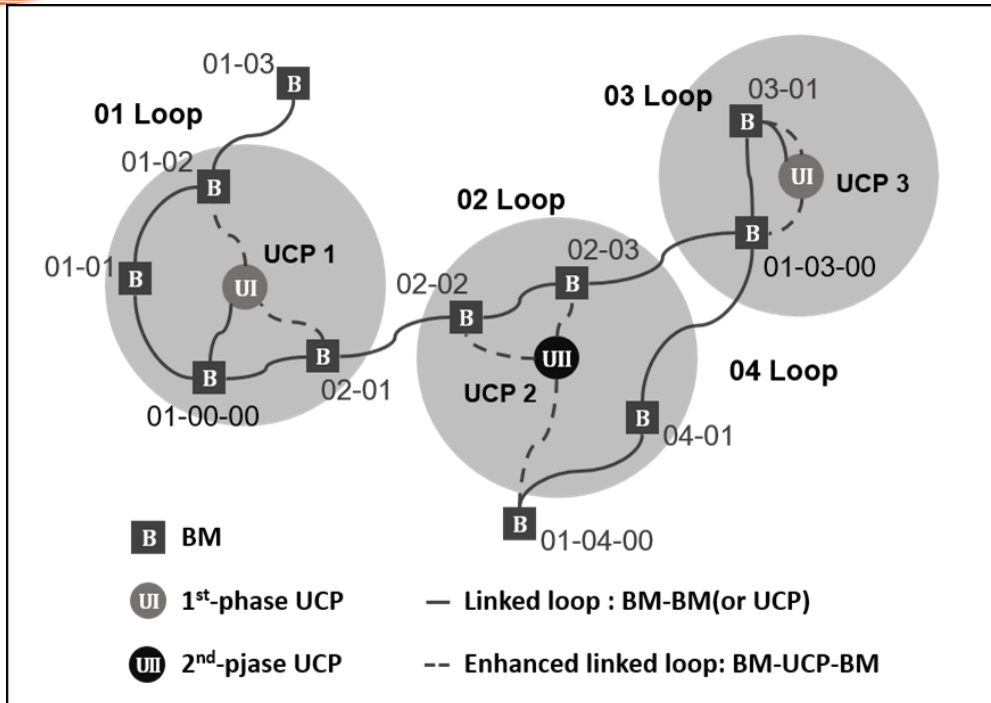 01-03
B
01 Loop
01-02
B
01-01
B
UCP 1
UI
B
01-00-00
B
02-01
02 Loop
02-02
B
02-03
B
UII
UCP 2
03 Loop
03-01
B
UI
UCP 3
B
01-03-00
04 Loop
B
04-01
B
01-04-00
B BM
UI 1st-phase UCP
UII 2nd-pjase UCP
Linked loop : BM-BM(or UCP)
Enhanced linked loop: BM-UCP-BM